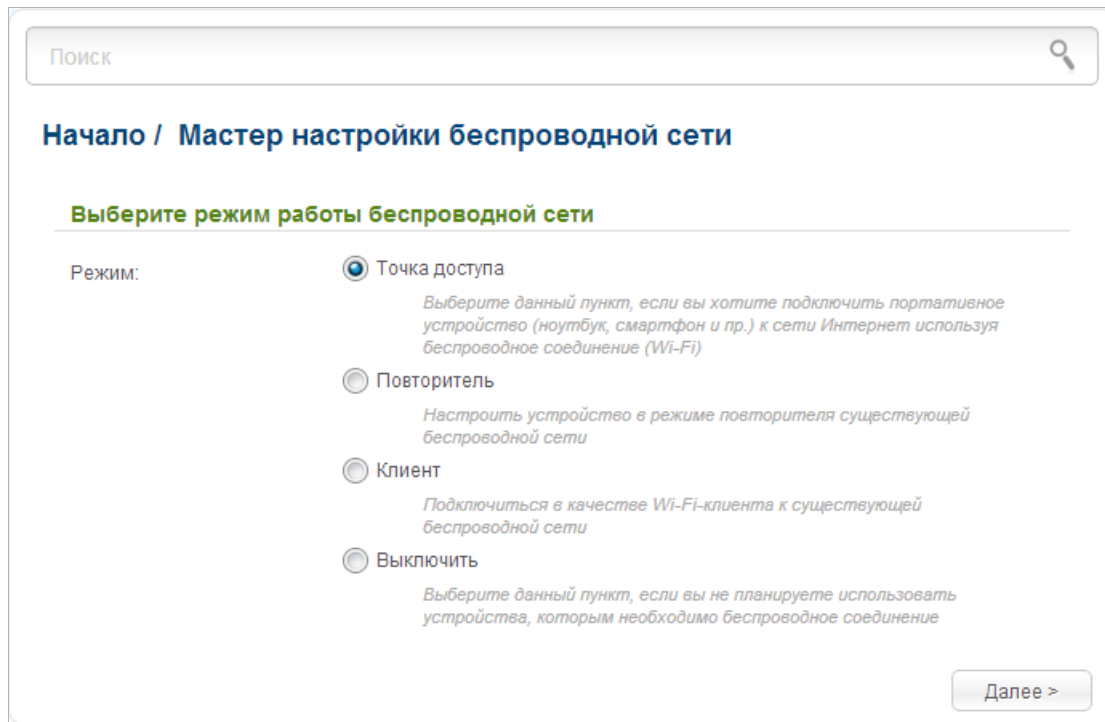 Поиск
Начало / Мастер настройки беспроводной сети
Выберите режим работы беспроводной сети
Режим:
Точка доступа
Выберите данный пункт, если вы хотите подключить портативное
устройство (ноутбук, смартфон и пр.) к сети Интернет используя
беспроводное соединение (Wi-Fi)
Повторитель
Настроить устройство в режиме повторителя существующей
беспроводной сети
Клиент
Подключиться в качестве Wi-Fi-клиента к существующей
беспроводной сети
Выключить
Выберите данный пункт, если вы не планируете использовать
устройства, которым необходимо беспроводное соединение
Далее >